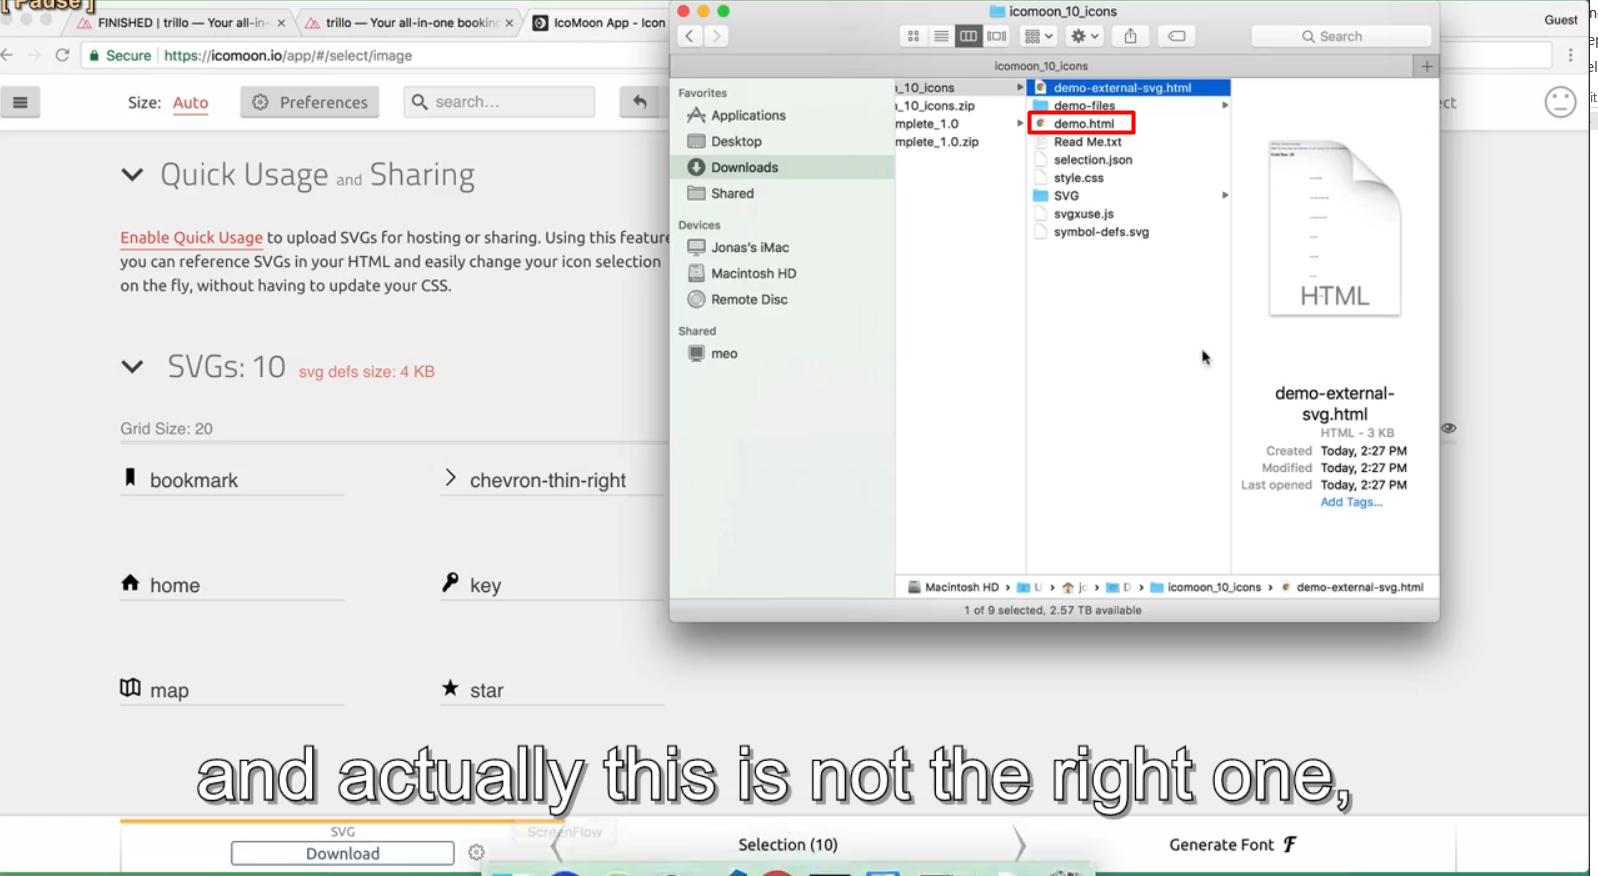 [ Pause ]
FINISHED | trillo — Your all-in-
trillo — Your all-in-one booking
IcoMoon App - Icon
Guest
Secure
https://icomoon.io/app/#/select/image
Size: Auto
Preferences
search...
Quick Usage and Sharing
Enable Quick Usage to upload SVGs for hosting or sharing. Using this feature
you can reference SVGs in your HTML and easily change your icon selection
on the fly, without having to update your CSS.
SVGs: 10 svg defs size: 4 KB
Grid Size: 20
bookmark
chevron-thin-right
home
key
map
star
icomoon_10_icons
Search
icomoon_10_icons
Favorites
Applications
Desktop
Downloads
Shared
Devices
Jonas's iMac
Macintosh HD
Remote Disc
Shared
meo
_10_icons
_10_icons.zip
mplete_1.0
mplete_1.0.zip
demo-external-svg.html
demo-files
demo.html
Read Me.txt
selection.json
style.css
SVG
svgxuse.js
symbol-defs.svg
HTML
demo-external-
svg.html
HTML - 3 KB
Created Today, 2:27 PM
Modified Today, 2:27 PM
Last opened Today, 2:27 PM
Add Tags...
Macintosh HD › U › jo › D › icomoon_10_icons › demo-external-svg.html
1 of 9 selected, 2.57 TB available
and actually this is not the right one,
SVG
Download
ScreenFlow
Selection (10)
Generate Font